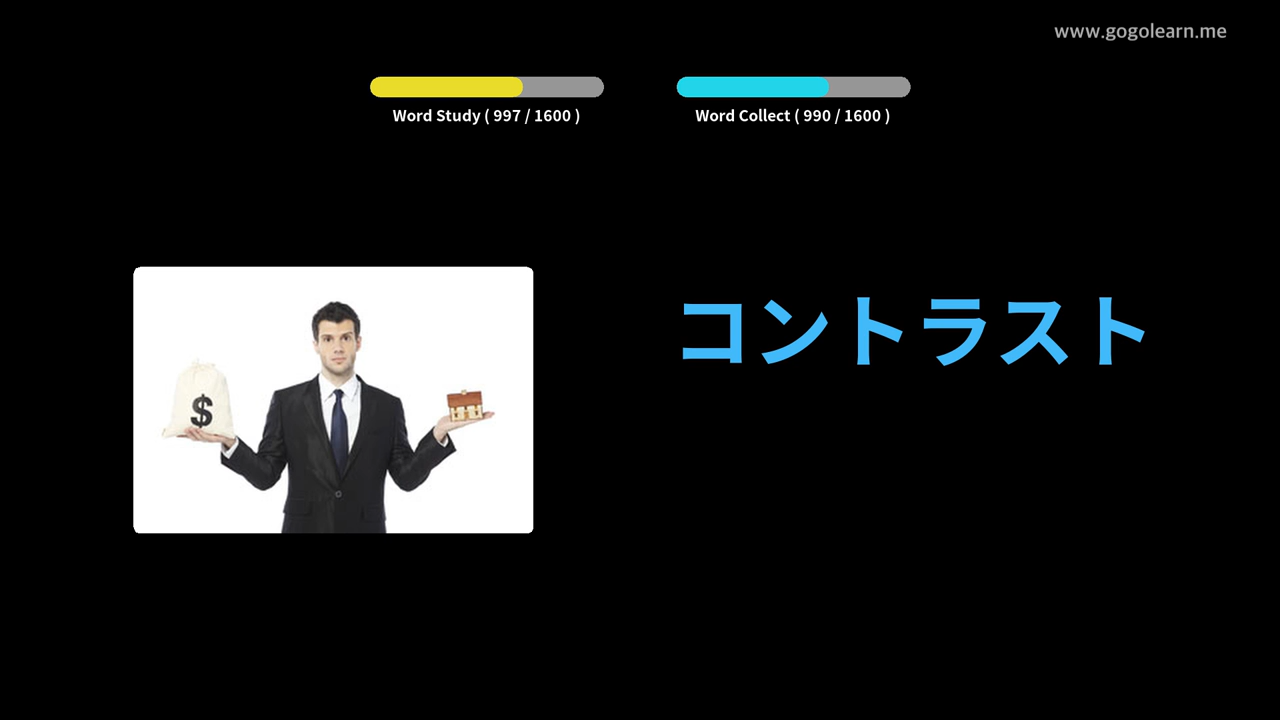 www.gogolearn.me
Word Study ( 997 / 1600 )
Word Collect ( 990 / 1600 )
コントラスト
$